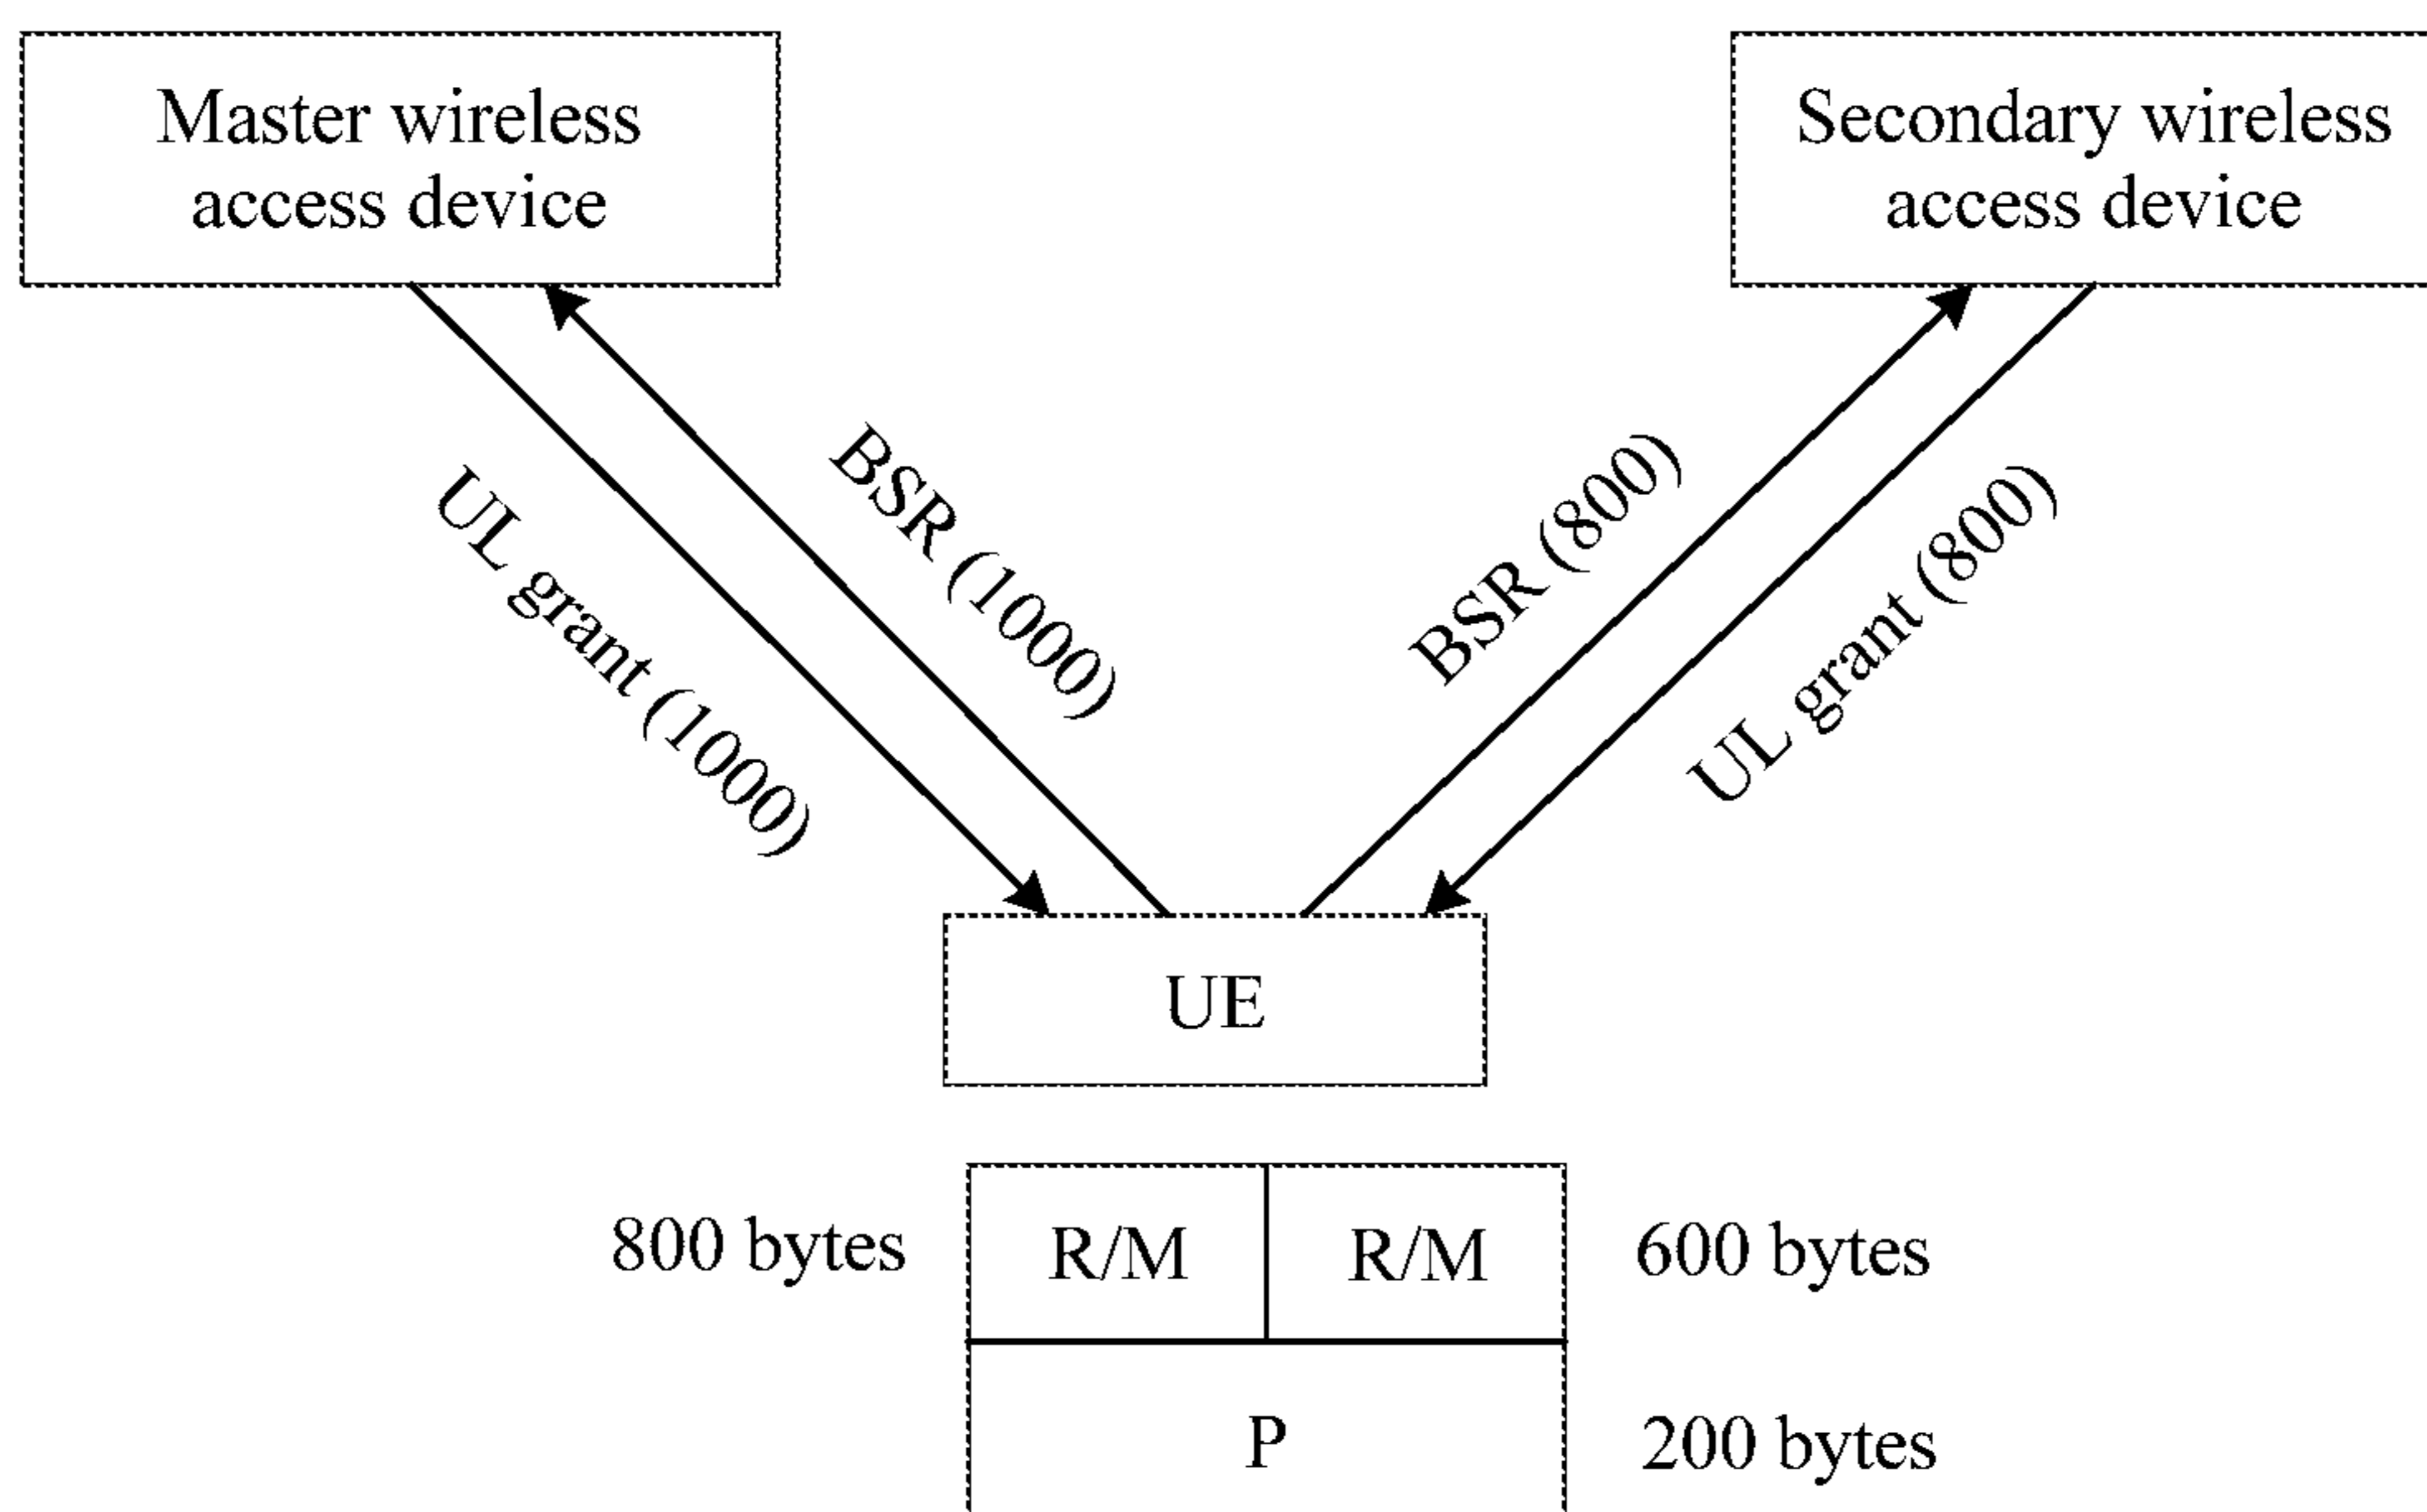 Master wireless
access device
Secondary wireless
access device
UL grant (1000)
BSR (1000)
BSR (800)
UL grant (800)
UE
800 bytes
R/M
R/M
600 bytes
P
200 bytes